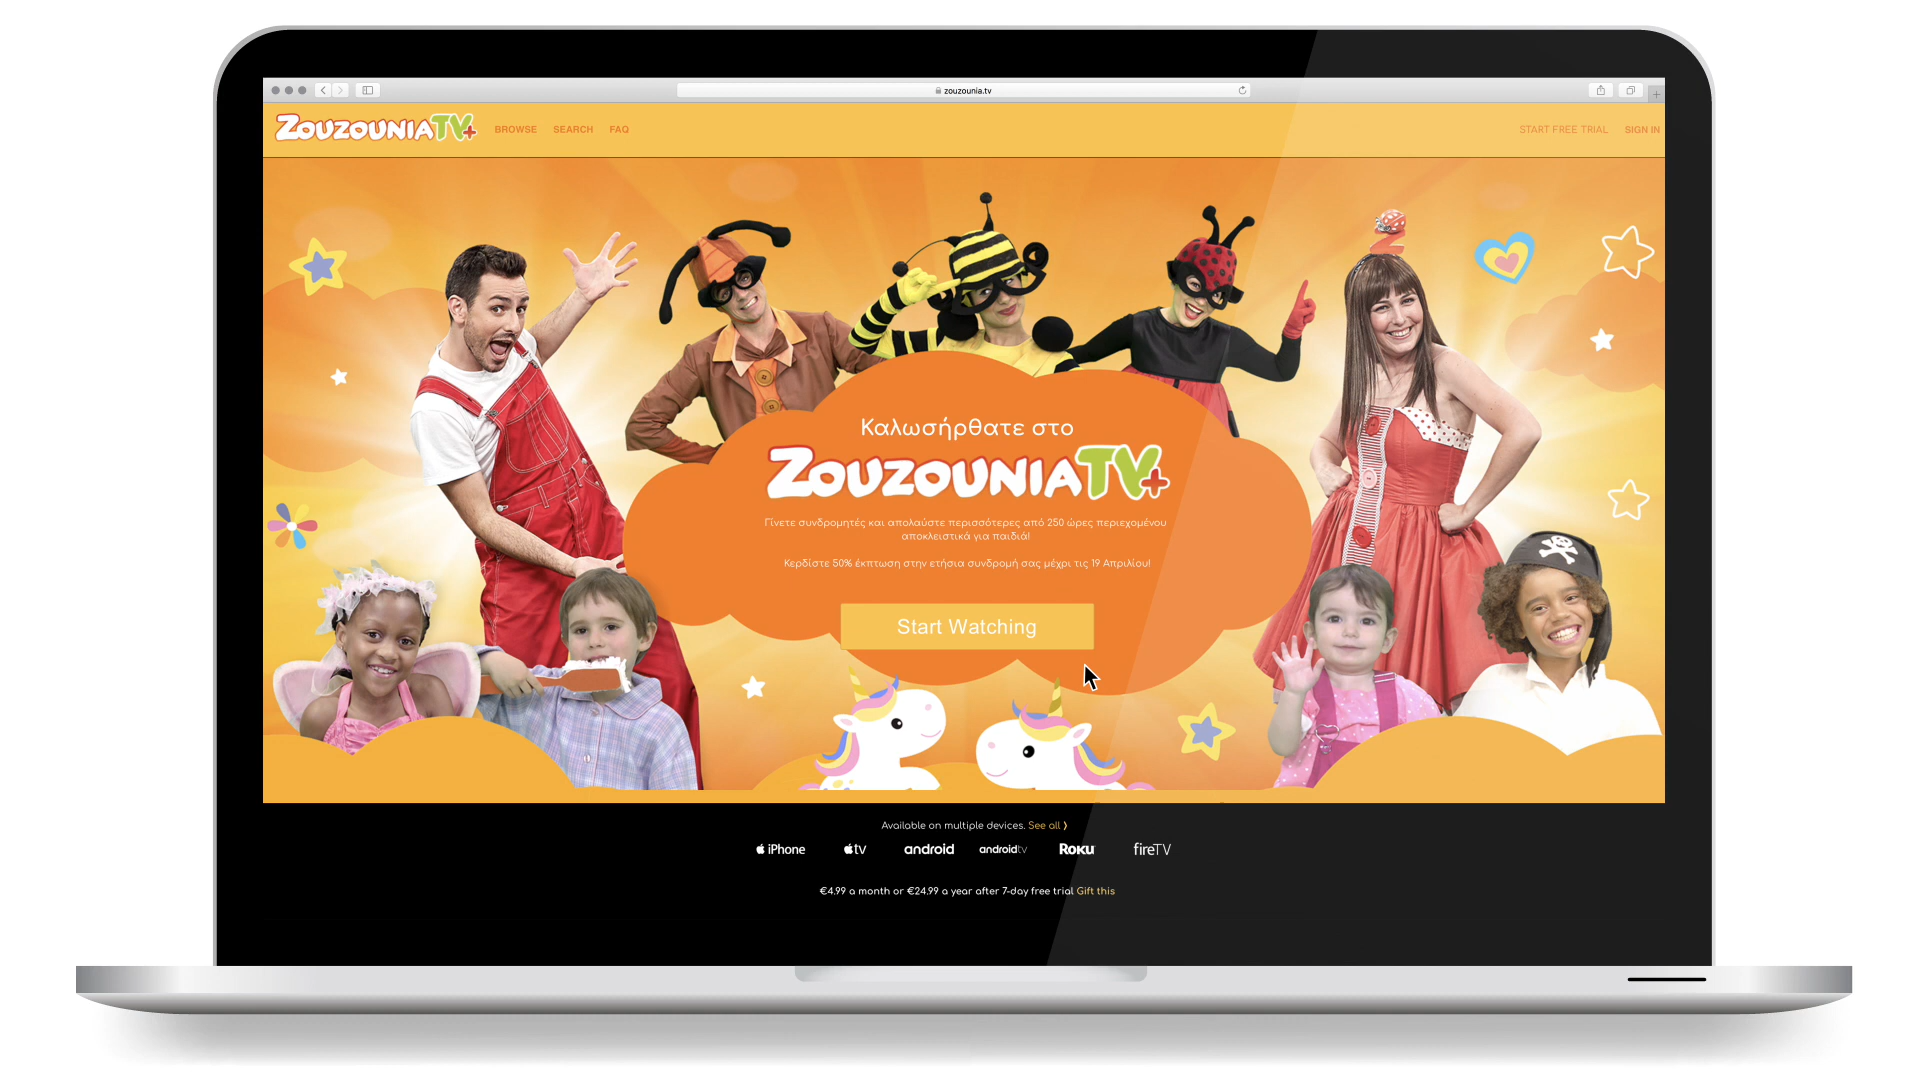 zouzounia.tv
ZOUZOUNIATV+ BROWSE SEARCH FAQ START FREE TRIAL SIGN IN
2
Καλωσήρθατε στο
ZOUZOUNIATV+
Γίνετε συνδρομητές και απολαύστε περισσότερες από 250 ώρες περιεχομένου
αποκλειστικά για παιδιά!
Κερδίστε 50% έκπτωση στην ετήσια συνδρομή σας μέχρι τις 19 Απριλίου!
Start Watching
Available on multiple devices. See all ❯
iPhone tv android androidtv ROKU fireTV
€4.99 a month or €24.99 a year after 7-day free trial Gift this